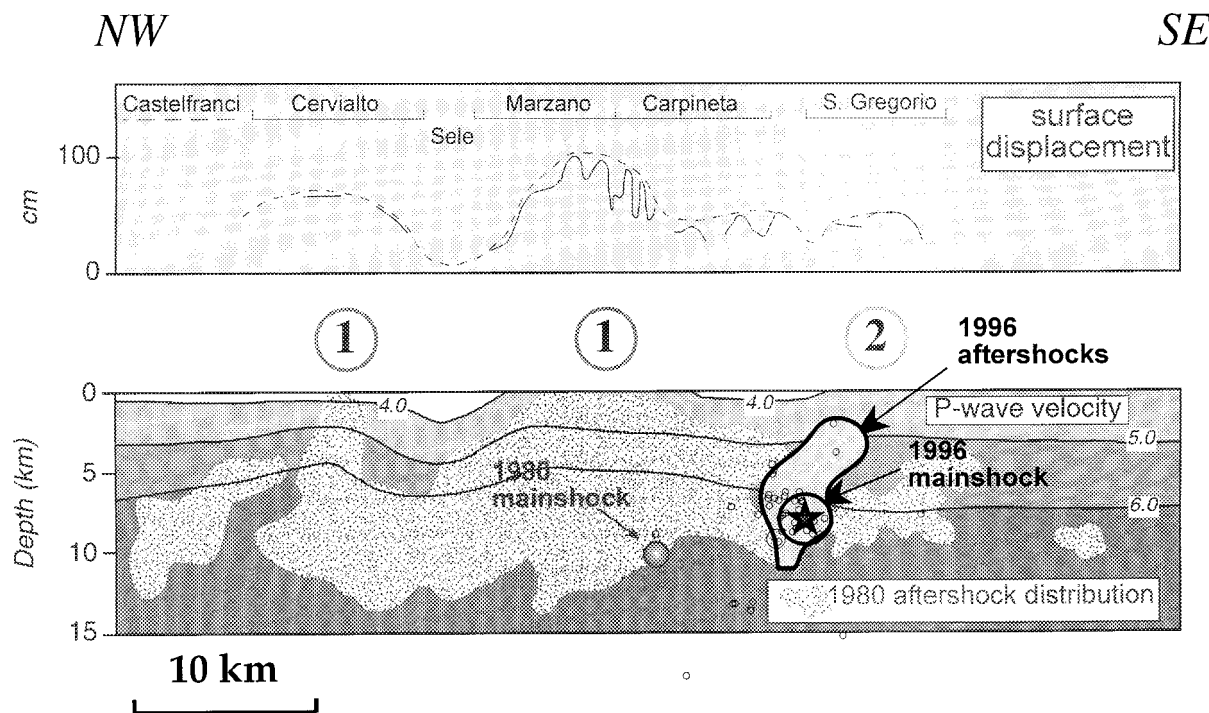 NW
SE
Castelfranci
Cervialto
Sele
Marzano
Carpineta
S. Gregorio
surface
displacement
100
cm
0
1
1
2
1996
aftershocks
0
4.0
4.0
P-wave velocity
5.0
1996
mainshock
5
1980
mainshock
6.0
Depth (km)
10
1980 aftershock distribution
15
10 km